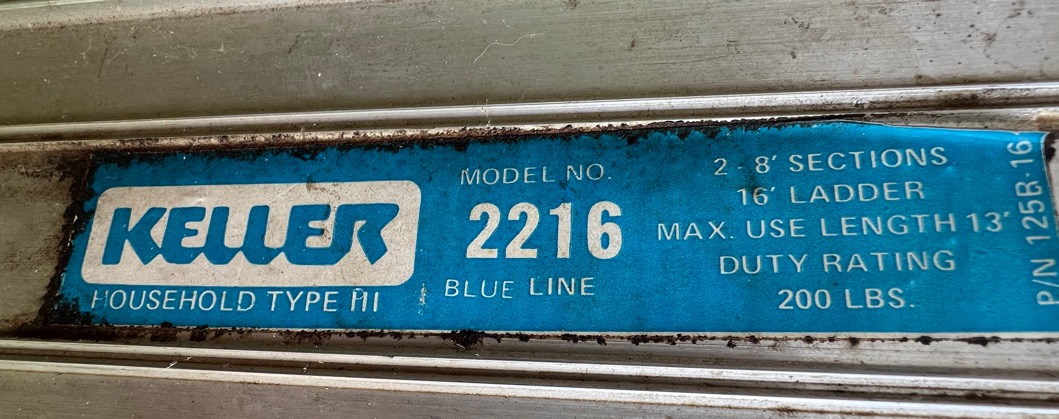 KELLER
HOUSEHOLD TYPE III
MODEL NO.
2216
BLUE LINE
2 - 8' SECTIONS
16' LADDER
MAX. USE LENGTH 13'
DUTY RATING
200 LBS.
P/N 125B-16